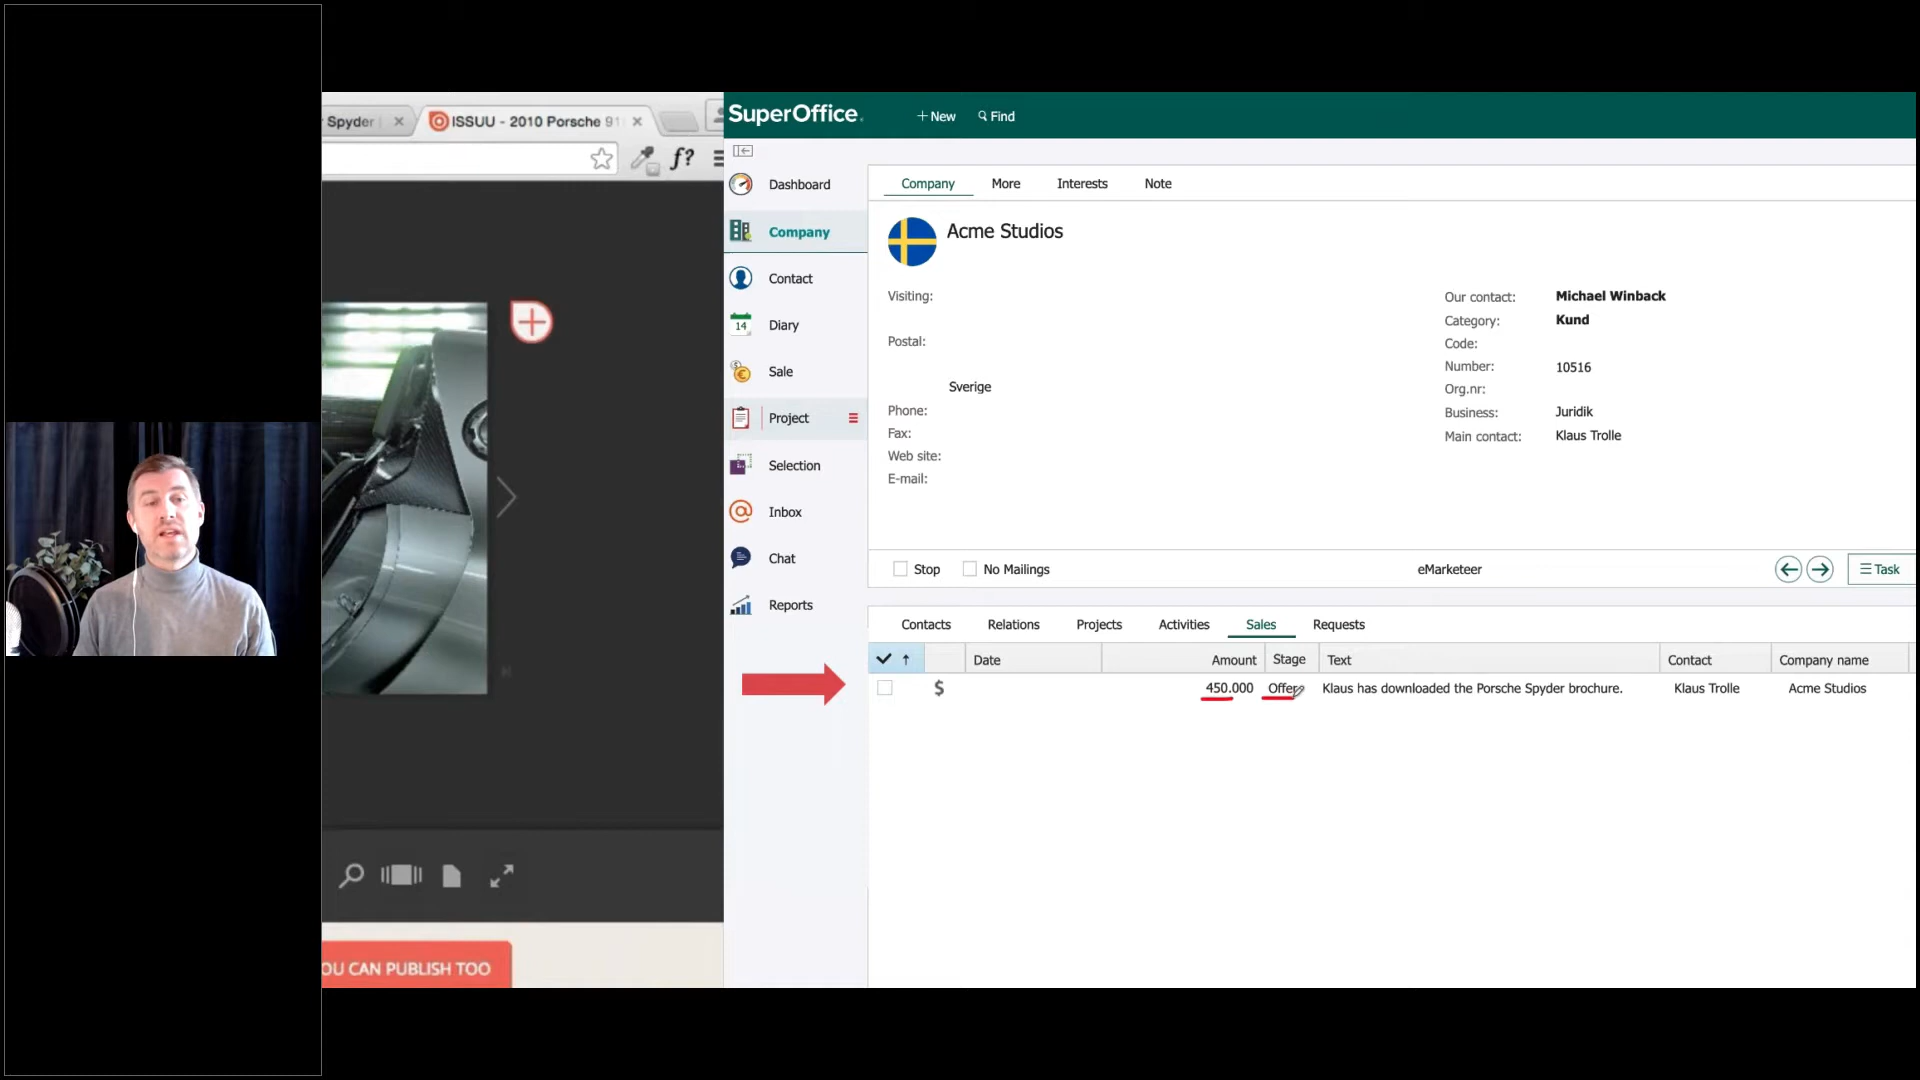 Spyder
ISSUU - 2010 Porsche 91
f?
OU CAN PUBLISH TOO
SuperOffice
+ New
Find
Dashboard
Company
Contact
14
Diary
Sale
Project
Selection
Inbox
Chat
Reports
Company More Interests Note
Acme Studios
Visiting:
Postal:
Sverige
Phone:
Fax:
Web site:
E-mail:
Our contact: Michael Winback
Category: Kund
Code:
Number: 10516
Org.nr:
Business: Juridik
Main contact: Klaus Trolle
Stop No Mailings eMarketeer Task
Contacts Relations Projects Activities Sales Requests
Date Amount Stage Text Contact Company name
$ 450.000 Offer Klaus has downloaded the Porsche Spyder brochure. Klaus Trolle Acme Studios